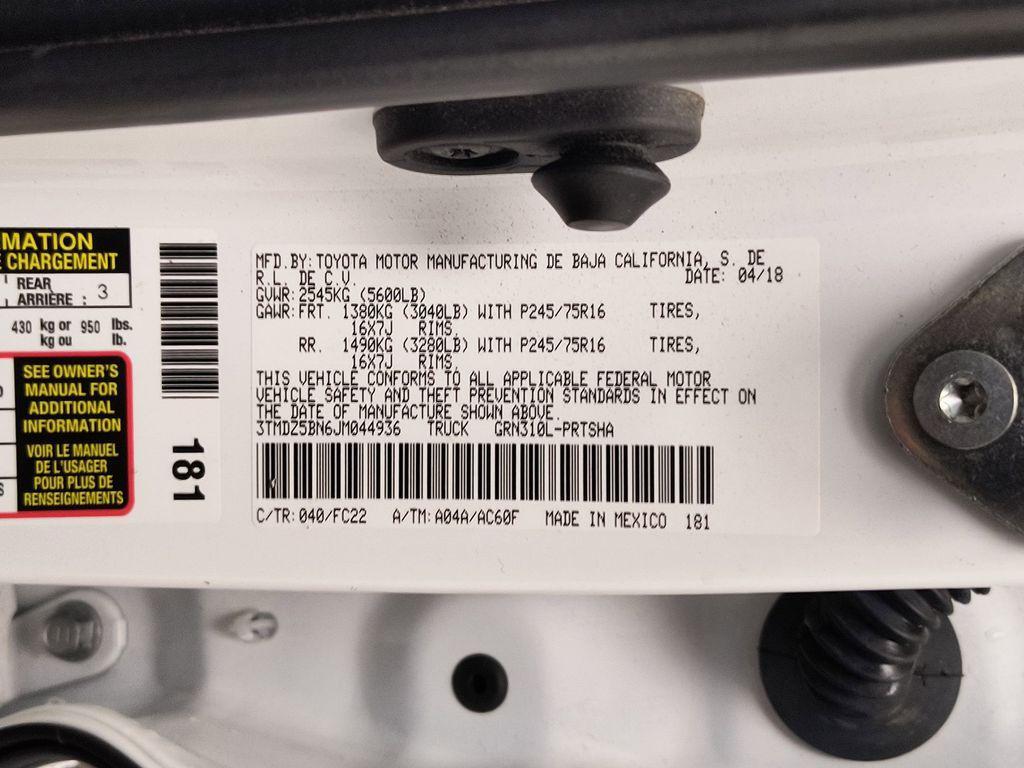 MATION
E CHARGEMENT
REAR
ARRIÈRE : 3
430 kg or 950 lbs.
kg ou lb.
SEE OWNER'S
MANUAL FOR
ADDITIONAL
INFORMATION
VOIR LE MANUEL
DE L'USAGER
POUR PLUS DE
RENSEIGNEMENTS
181
MFD.BY:TOYOTA MOTOR MANUFACTURING DE BAJA CALIFORNIA, S. DE
R.L. DE C.V. DATE: 04/18
GVWR:2545KG (5600LB)
GAWR:FRT. 1380KG (3040LB) WITH P245/75R16 TIRES,
16X7J RIMS,
RR. 1490KG (3280LB) WITH P245/75R16 TIRES,
16X7J RIMS,
THIS VEHICLE CONFORMS TO ALL APPLICABLE FEDERAL MOTOR
VEHICLE SAFETY AND THEFT PREVENTION STANDARDS IN EFFECT ON
THE DATE OF MANUFACTURE SHOWN ABOVE.
3TMDZ5BN6JM044936 TRUCK GRN310L-PRTSHA
C/TR:040/FC22 A/TM:A04A/AC60F MADE IN MEXICO 181